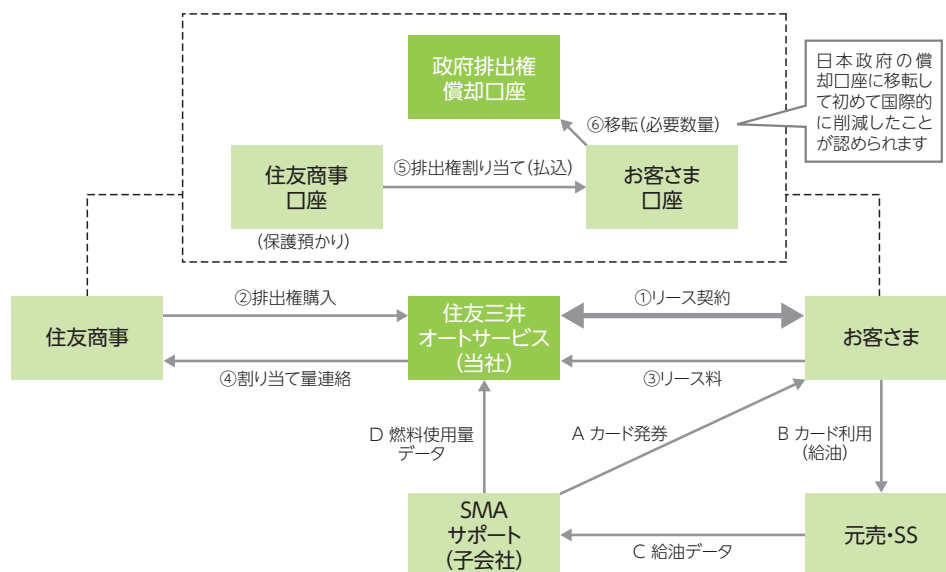 政府排出権
償却口座
日本政府の償
却口座に移転し
て初めて国際的
に削減したこと
が認められます
⑥移転(必要数量)
住友商事
口座
(保護預かり)
⑤排出権割り当て(払込)
お客さま
口座
住友商事
②排出権購入
④割り当て量連絡
住友三井
オートサービス
(当社)
①リース契約
③リース料
お客さま
D 燃料使用量
データ
A カード発券
B カード利用
(給油)
SMA
サポート
(子会社)
C 給油データ
元売・SS